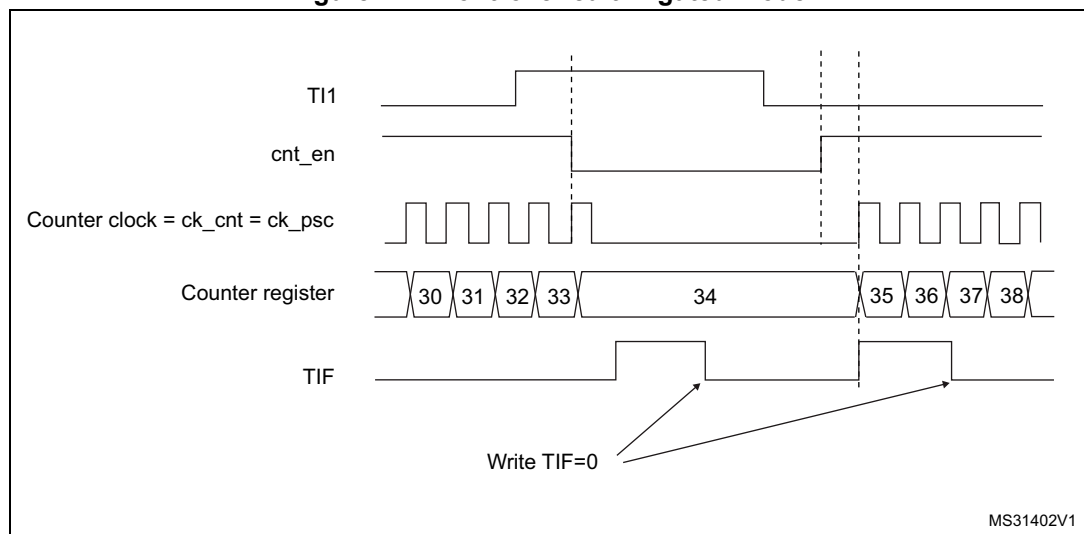 TI1
cnt_en
Counter clock = ck_cnt = ck_psc
Counter register
30 31 32 33 34 35 36 37 38
TIF
Write TIF=0
MS31402V1